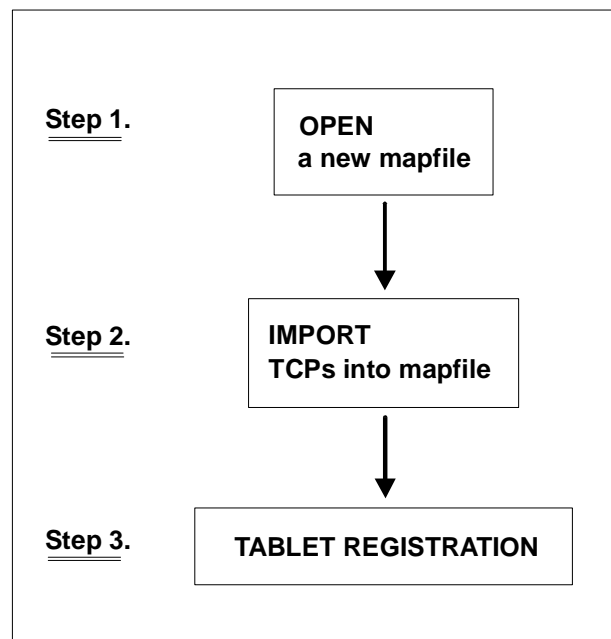 Step 1.
OPEN
a new mapfile
Step 2.
IMPORT
TCPs into mapfile
Step 3.
TABLET REGISTRATION